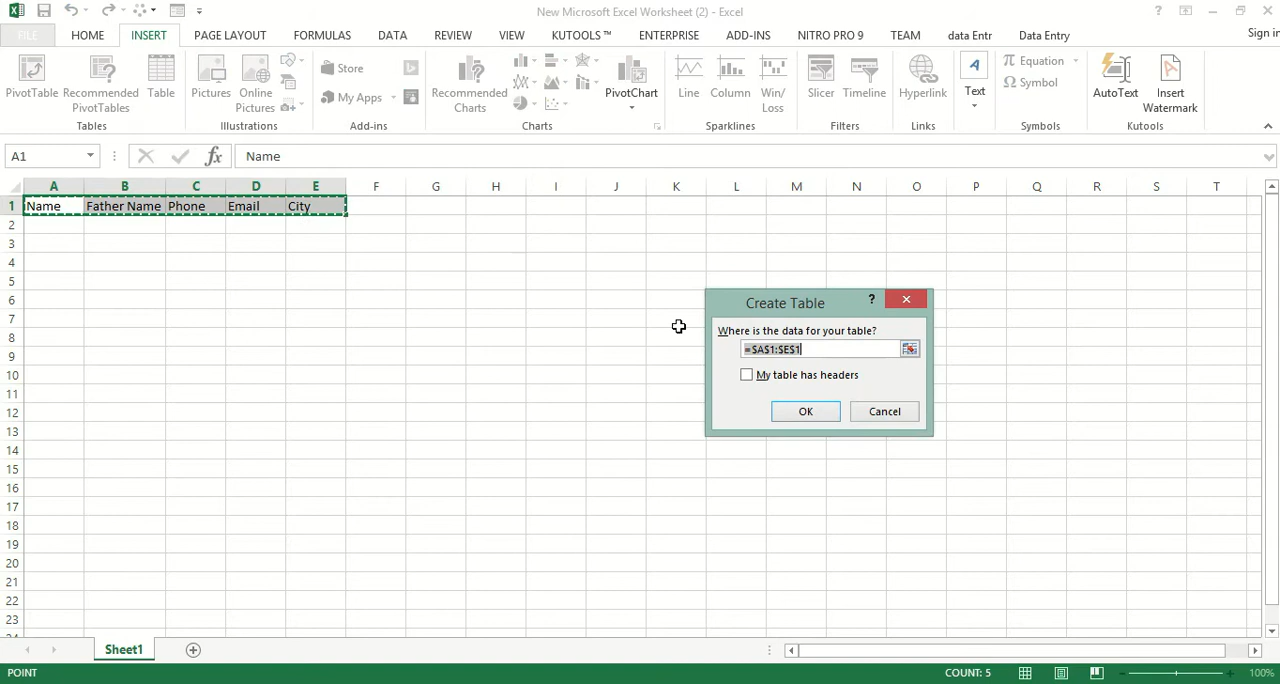 New Microsoft Excel Worksheet (2) - Excel
?
FILE HOME INSERT PAGE LAYOUT FORMULAS DATA REVIEW VIEW KUTOOLS™ ENTERPRISE ADD-INS NITRO PRO 9 TEAM data Entr Data Entry Sign in
PivotTable Recommended PivotTables Table
Tables
Pictures Online Pictures
Illustrations
Store
My Apps
Add-ins
Recommended Charts
PivotChart
Charts
Line Column Win/ Loss
Sparklines
Slicer Timeline
Filters
Hyperlink
Links
A
Text
π Equation
Ω Symbol
Symbols
AutoText Insert Watermark
Kutools
A1 fx Name
A B C D E F G H I J K L M N O P Q R S T
1 Name Father Name Phone Email City
2
3
4
5
6
7
8
9
10
11
12
13
14
15
16
17
18
19
20
21
22
23
Create Table ?
Where is the data for your table?
=$A$1:$E$1
My table has headers
OK Cancel
Sheet1
POINT COUNT: 5 100%